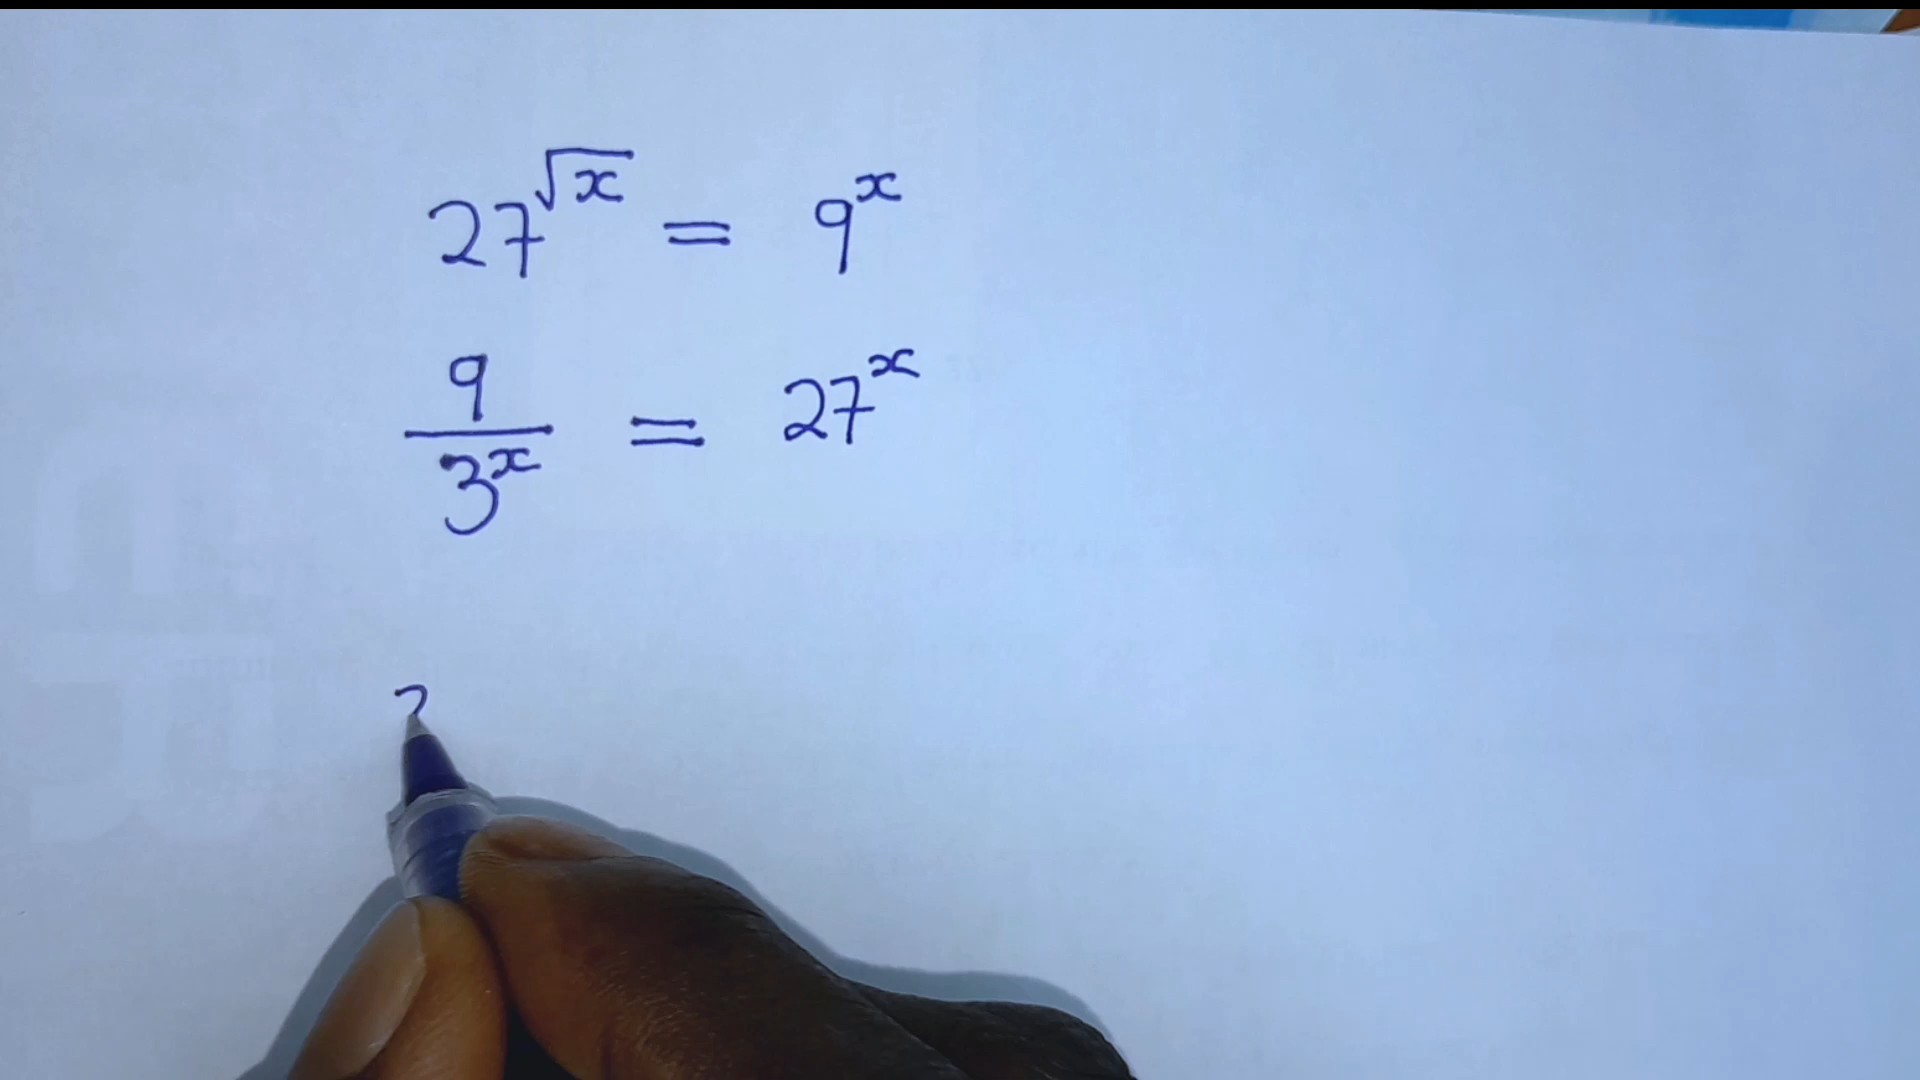 27^√x = 9^x
9/3^x = 27^x